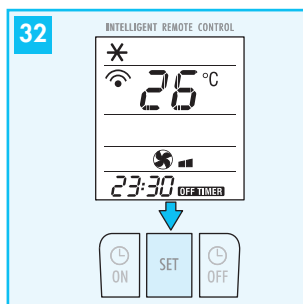 32
INTELLIGENT REMOTE CONTROL
26 °C
23:30 OFF TIMER
ON SET OFF